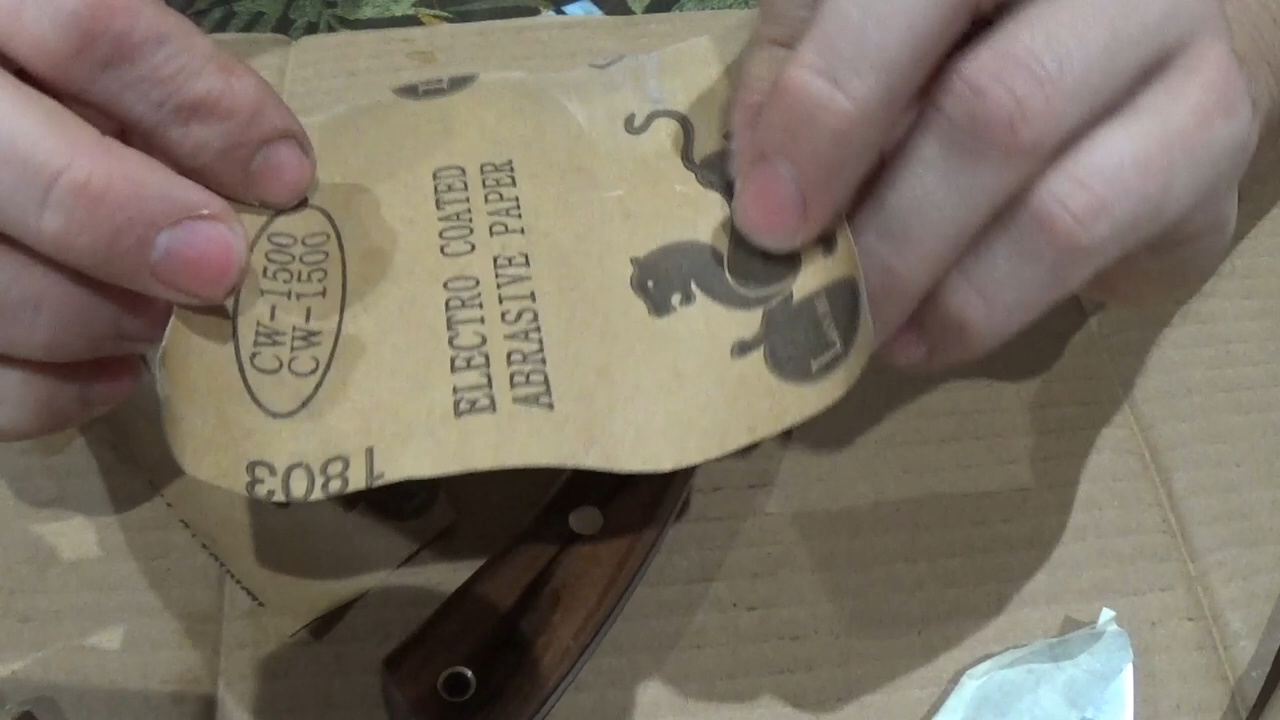 CW-1500
CW-1500
ELECTRO COATED
ABRASIVE PAPER
1803